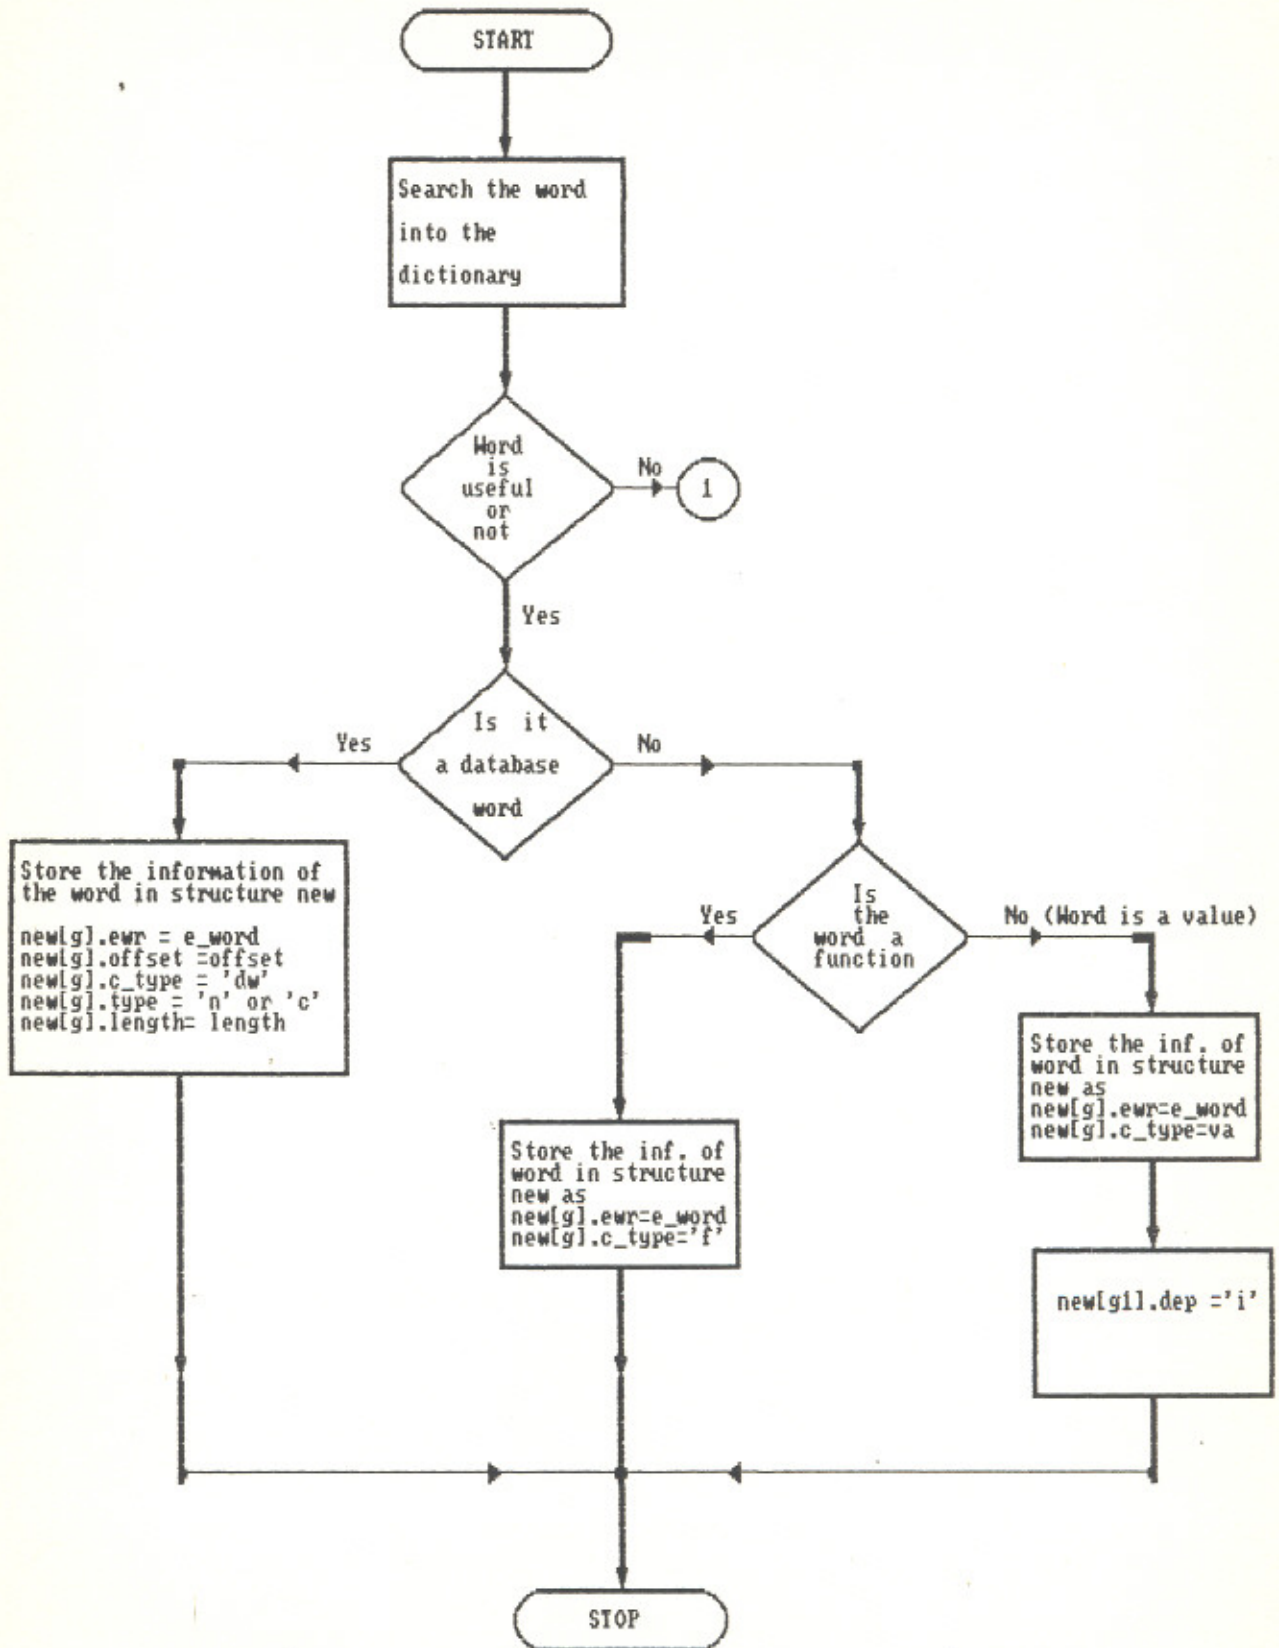 START
Search the word
into the
dictionary
Word
is
useful
or
not
No
1
Yes
Is it
a database
word
Yes
No
Store the information of
the word in structure new
new[g].ewr = e_word
new[g].offset =offset
new[g].c_type = 'dw'
new[g].type = 'n' or 'c'
new[g].length= length
Is
the
word a
function
Yes
No (Word is a value)
Store the inf. of
word in structure
new as
new[g].ewr=e_word
new[g].c_type='f'
Store the inf. of
word in structure
new as
new[g].ewr=e_word
new[g].c_type=va
new[g1].dep ='i'
STOP